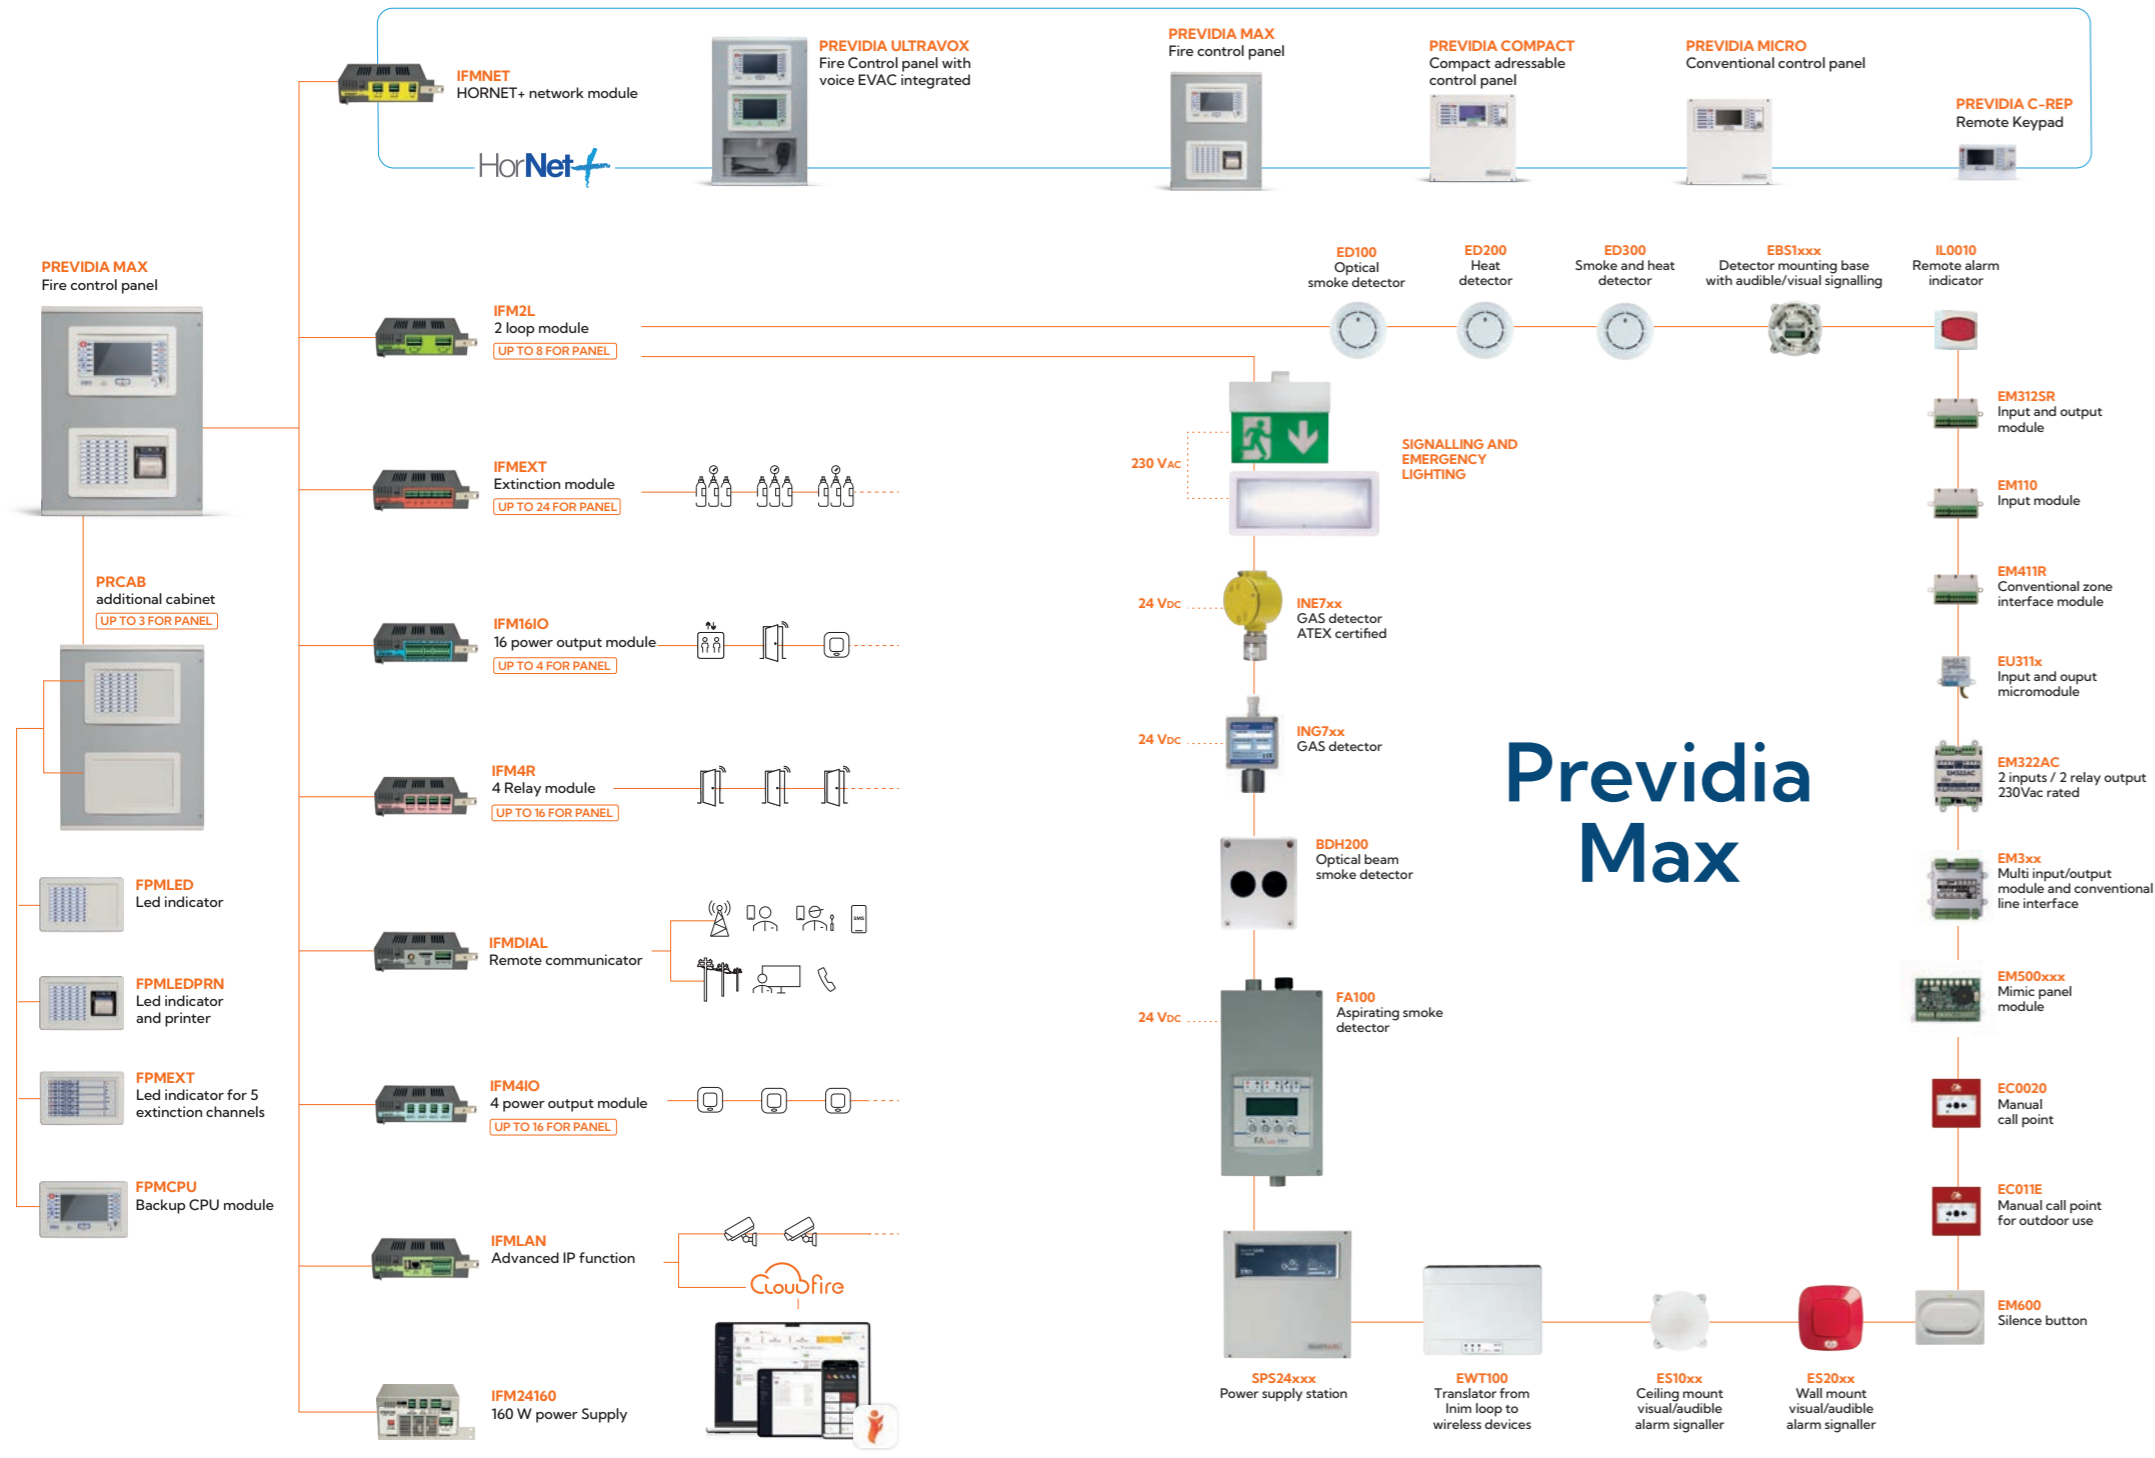 IFMNET
HORNET+ network module
PREVIDIA ULTRAVOX
Fire Control panel with
voice EVAC integrated
PREVIDIA MAX
Fire control panel
PREVIDIA COMPACT
Compact adressable
control panel
PREVIDIA MICRO
Conventional control panel
PREVIDIA C-REP
Remote Keypad
HorNet+
PREVIDIA MAX
Fire control panel
PRCAB
additional cabinet
UP TO 3 FOR PANEL
FPMLED
Led indicator
FPMLEDPRN
Led indicator
and printer
FPMEXT
Led indicator for 5
extinction channels
FPMCPU
Backup CPU module
IFM2L
2 loop module
UP TO 8 FOR PANEL
IFMEXT
Extinction module
UP TO 24 FOR PANEL
IFM16IO
16 power output module
UP TO 4 FOR PANEL
IFM4R
4 Relay module
UP TO 16 FOR PANEL
IFMDIAL
Remote communicator
SMS
IFM4IO
4 power output module
UP TO 16 FOR PANEL
IFMLAN
Advanced IP function
CLOUDfire
IFM24160
160 W power Supply
ED100
Optical
smoke detector
ED200
Heat
detector
ED300
Smoke and heat
detector
EBS1xxx
Detector mounting base
with audible/visual signalling
IL0010
Remote alarm
indicator
230 VAC
SIGNALLING AND
EMERGENCY
LIGHTING
24 VDC
INE7xx
GAS detector
ATEX certified
24 VDC
ING7xx
GAS detector
BDH200
Optical beam
smoke detector
24 VDC
FA100
Aspirating smoke
detector
Previdia
Max
EM312SR
Input and output
module
EM110
Input module
EM411R
Conventional zone
interface module
EU311x
Input and ouput
micromodule
EM322AC
EM322AC
2 inputs / 2 relay output
230Vac rated
EM3xx
Multi input/output
module and conventional
line interface
EM500xxx
Mimic panel
module
EC0020
Manual
call point
EC011E
Manual call point
for outdoor use
EM600
Silence button
SPS24xxx
Power supply station
EWT100
Translator from
Inim loop to
wireless devices
ES10xx
Ceiling mount
visual/audible
alarm signaller
ES20xx
Wall mount
visual/audible
alarm signaller